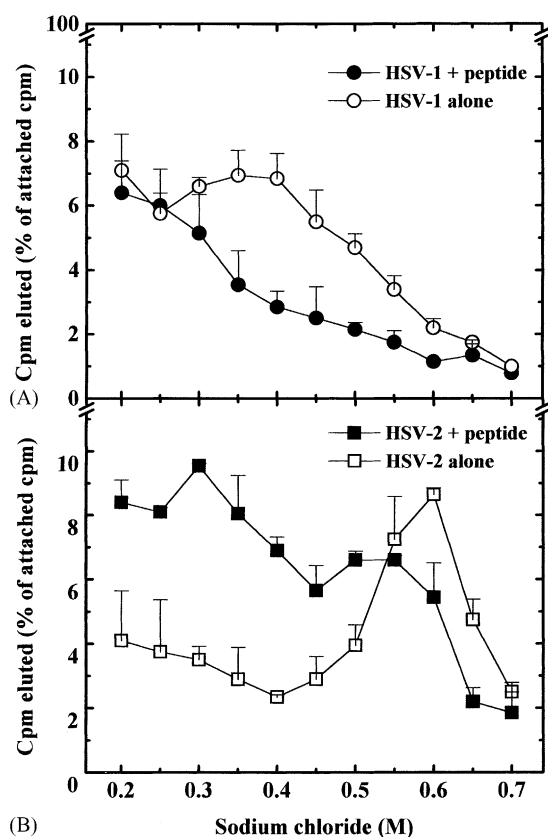 100
10
8
6
4
2
0
Cpm eluted (% of attached cpm)
HSV-1 + peptide
HSV-1 alone
(A)
10
8
6
4
2
0
Cpm eluted (% of attached cpm)
HSV-2 + peptide
HSV-2 alone
0.2 0.3 0.4 0.5 0.6 0.7
Sodium chloride (M)
(B)